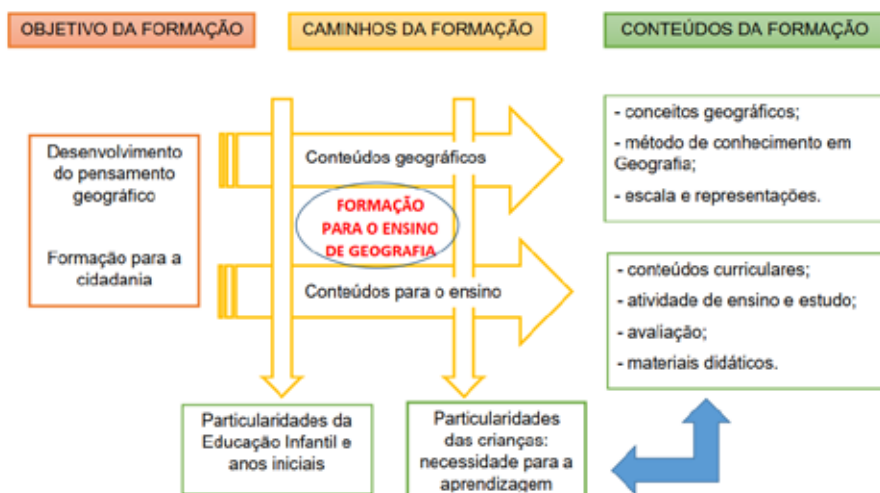 OBJETIVO DA FORMAÇÃO
CAMINHOS DA FORMAÇÃO
CONTEÚDOS DA FORMAÇÃO
Desenvolvimento
do pensamento
geográfico
Formação para a
cidadania
Conteúdos geográficos
FORMAÇÃO
PARA O ENSINO
DE GEOGRAFIA
Conteúdos para o ensino
- conceitos geográficos;
- método de conhecimento em
Geografia;
- escala e representações.
- conteúdos curriculares;
- atividade de ensino e estudo;
- avaliação;
- materiais didáticos.
Particularidades da
Educação Infantil e
anos iniciais
Particularidades
das crianças:
necessidade para a
aprendizagem